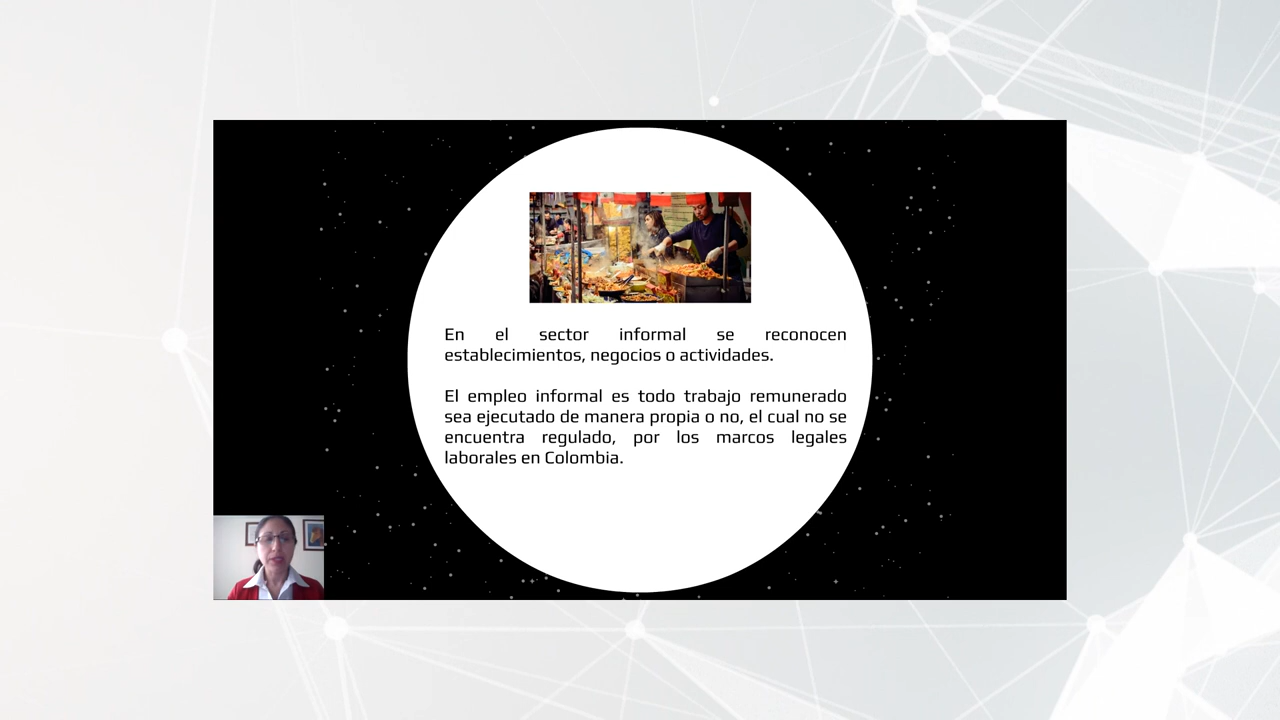 En el sector informal se reconocen
establecimientos, negocios o actividades.
El empleo informal es todo trabajo remunerado
sea ejecutado de manera propia o no, el cual no se
encuentra regulado, por los marcos legales
laborales en Colombia.